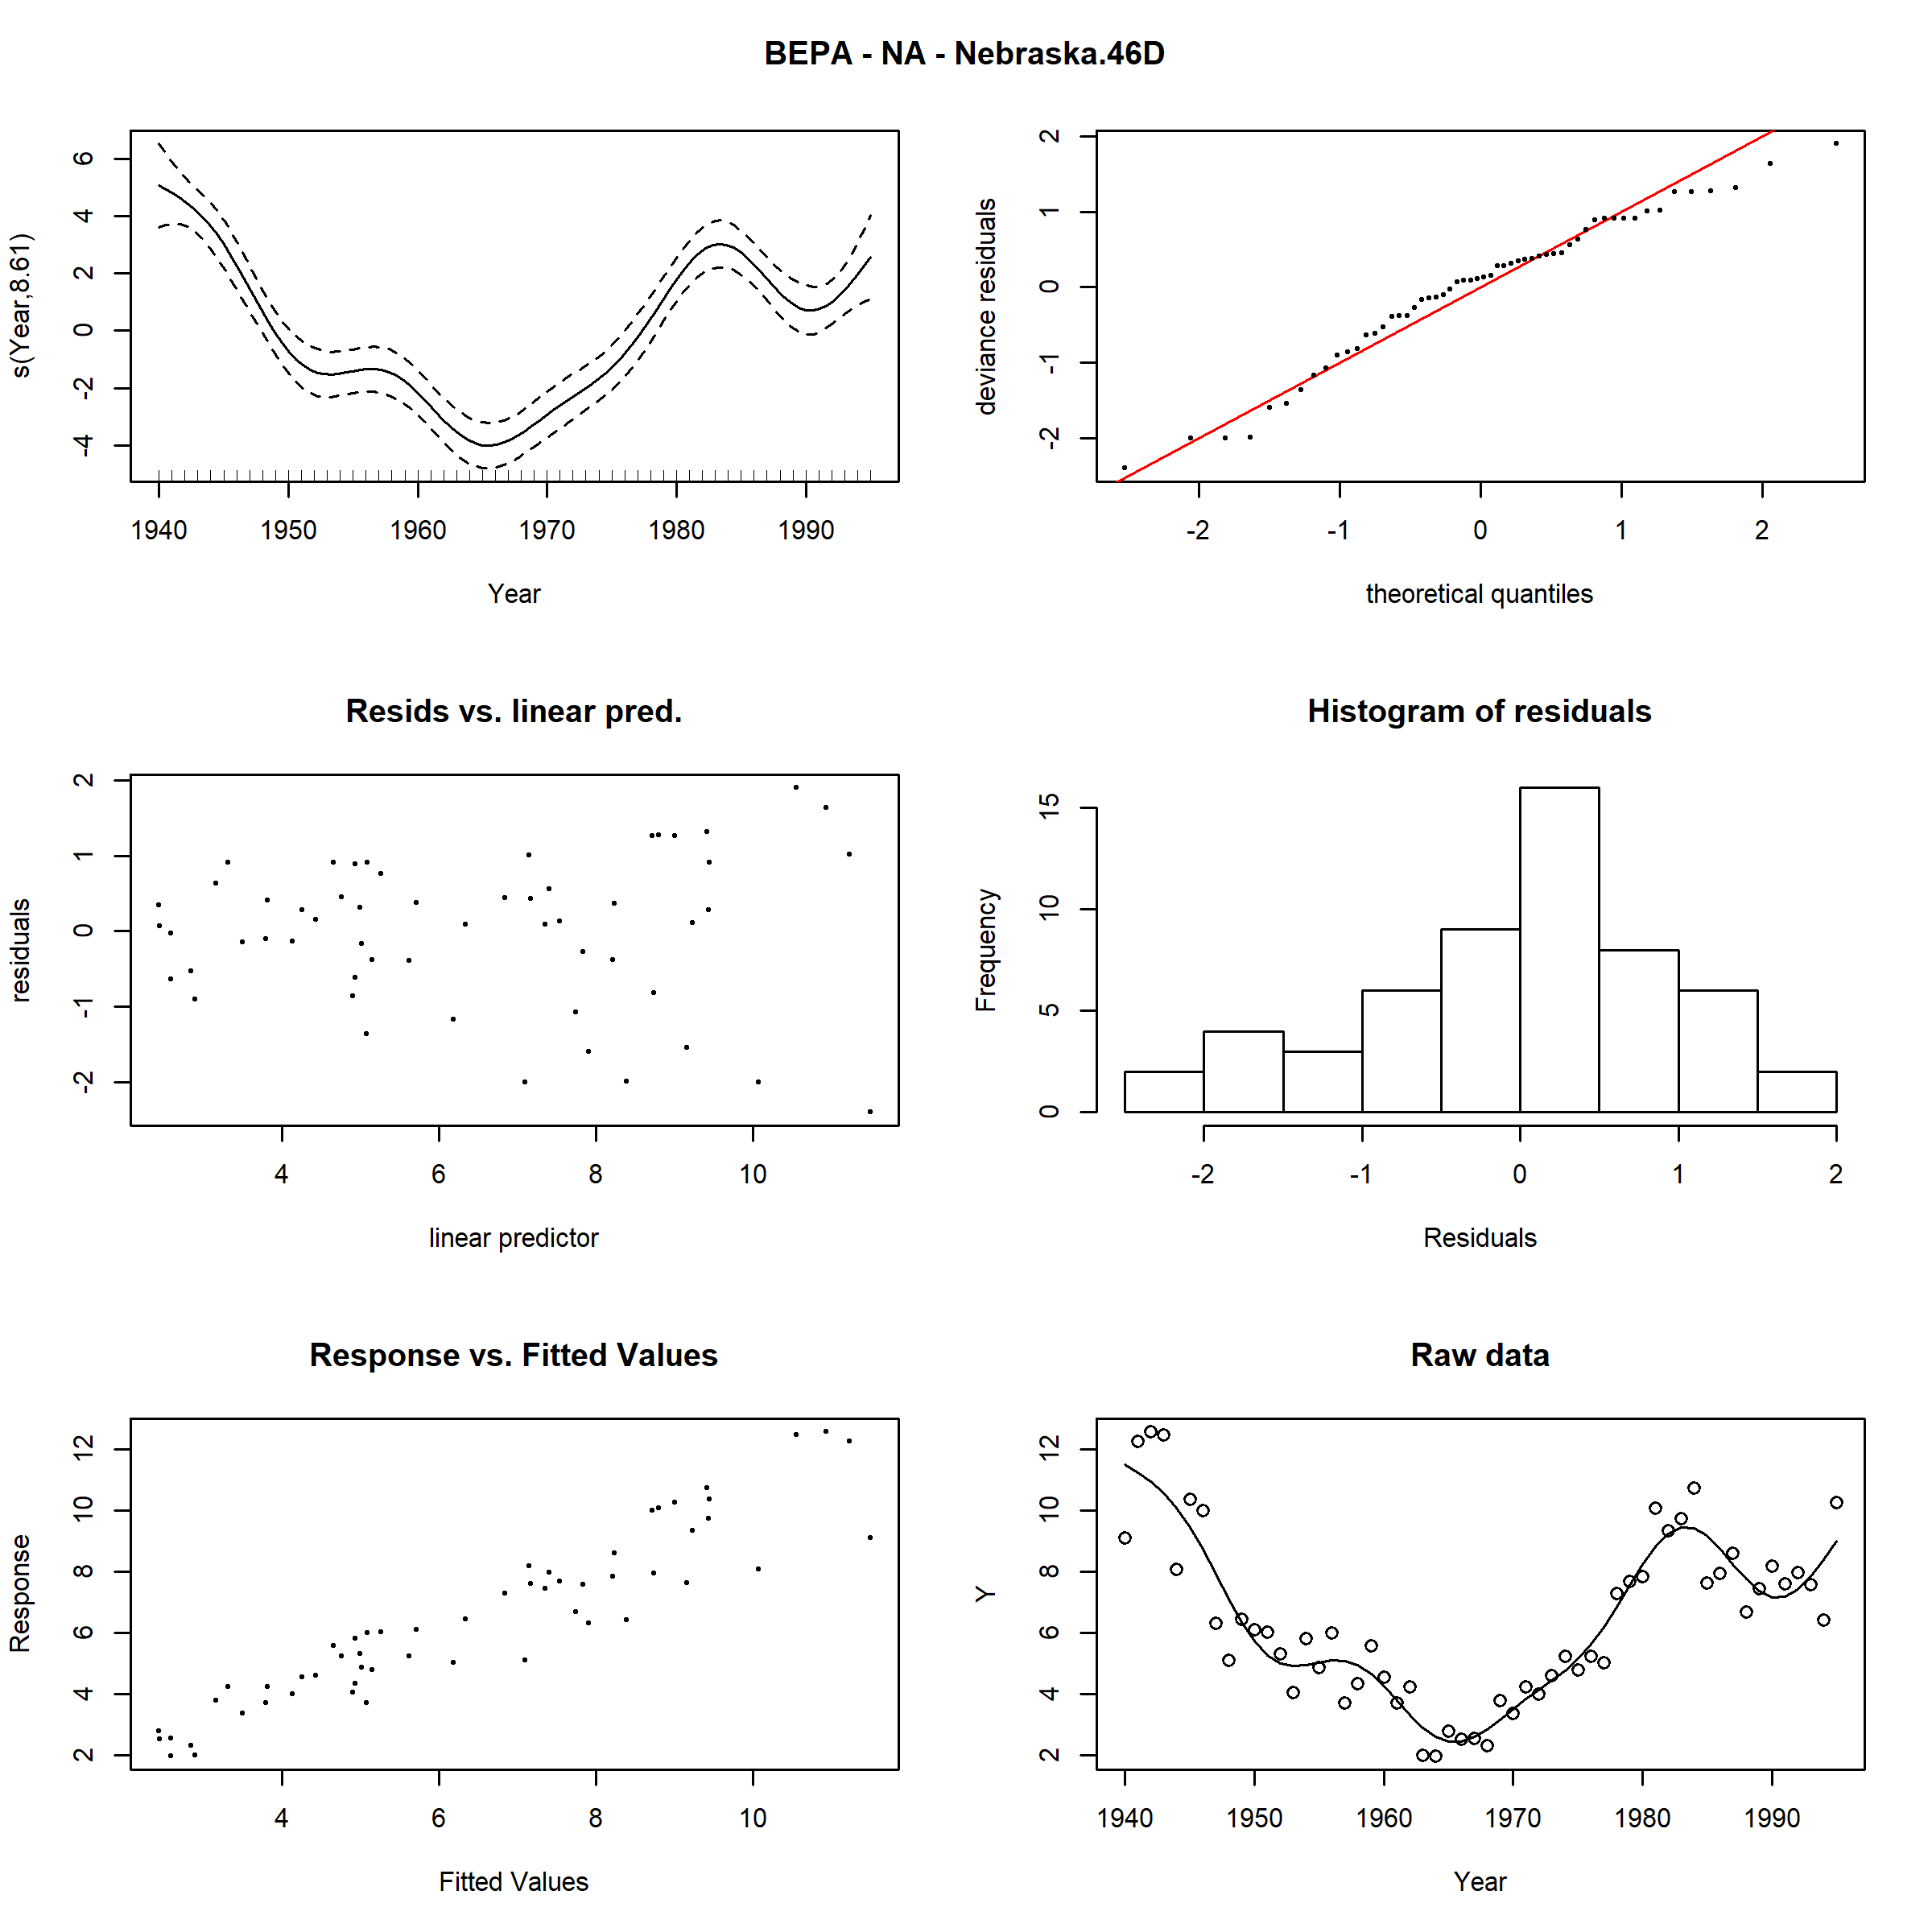 BEPA - NA - Nebraska.46D
s(Year,8.61)
6
4
2
0
-2
-4
1940 1950 1960 1970 1980 1990
Year
deviance residuals
2
1
0
-1
-2
-2 -1 0 1 2
theoretical quantiles
Resids vs. linear pred.
residuals
2
1
0
-1
-2
4 6 8 10
linear predictor
Histogram of residuals
Frequency
15
10
5
0
-2 -1 0 1 2
Residuals
Response vs. Fitted Values
Response
12
10
8
6
4
2
4 6 8 10
Fitted Values
Raw data
Y
12
10
8
6
4
2
1940 1950 1960 1970 1980 1990
Year